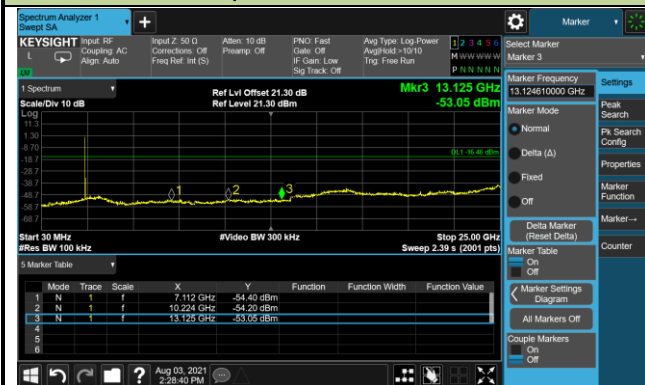 Spectrum Analyzer 1
Swept SA
KEYSIGHT Input: RF Input Z: 50 Ω Atten: 10 dB PNO: Fast Avg Type: Log-Power 1 2 3 4 5 6
L Coupling: AC Corrections: Off Preamp: Off Gate: Off Avg|Hold:>10/10 M W W W W W
Align: Auto Freq Ref: Int (S) IF Gain: Low Trig: Free Run
Sig Track: Off P N N N N N
1 Spectrum
Ref Lvl Offset 21.30 dB Mkr3 13.125 GHz
Scale/Div 10 dB Ref Level 21.30 dBm -53.05 dBm
Log
11.3
1.30
-8.70
DL1 -16.46 dBm
-18.7
-28.7
-38.7
-48.7
-58.7
-68.7
1 2 3
Start 30 MHz #Video BW 300 kHz Stop 25.00 GHz
#Res BW 100 kHz Sweep 2.39 s (2001 pts)
5 Marker Table
Mode Trace Scale X Y Function Function Width Function Value
1 N 1 f 7.112 GHz -54.40 dBm
2 N 1 f 10.224 GHz -54.20 dBm
3 N 1 f 13.125 GHz -53.05 dBm
4
5
6
Aug 03, 2021
2:28:40 PM
Marker
Select Marker
Marker 3
Marker Frequency
13.124610000 GHz
Marker Mode
Normal
Delta (Δ)
Fixed
Off
Delta Marker
(Reset Delta)
Marker Table
On
Off
Marker Settings
Diagram
All Markers Off
Couple Markers
On
Off
Settings
Peak
Search
Pk Search
Config
Properties
Marker
Function
Marker→
Counter